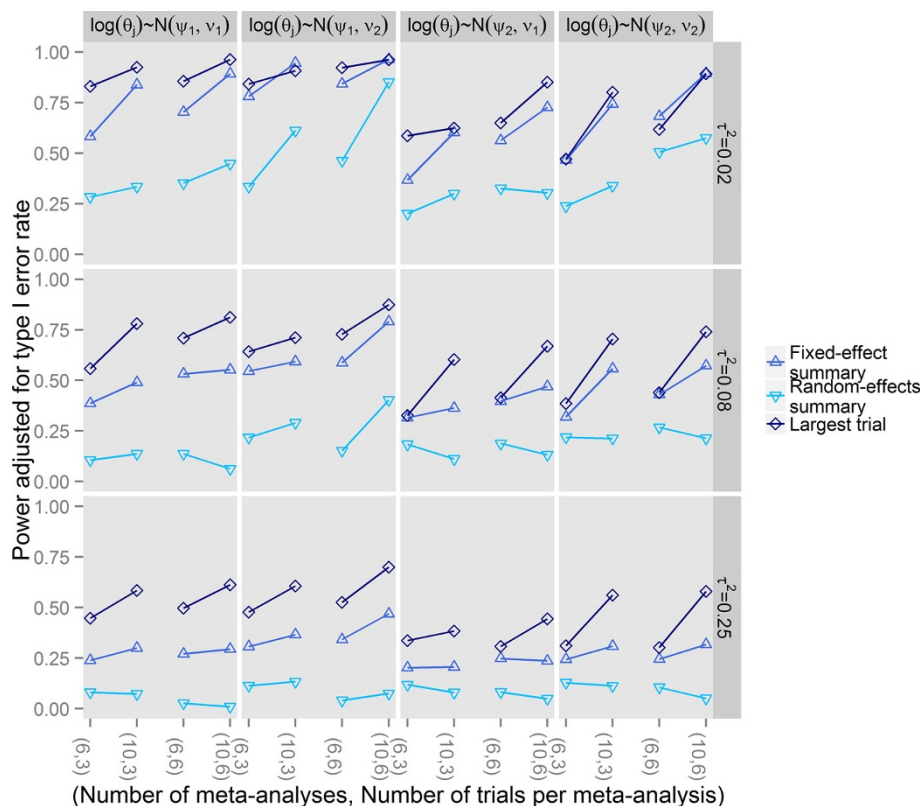 log(θj)~N(ψ1, ν1) log(θj)~N(ψ1, ν2) log(θj)~N(ψ2, ν1) log(θj)~N(ψ2, ν2)
1.00
0.75
0.50
0.25
0.00
τ²=0.02
1.00
0.75
0.50
0.25
0.00
τ²=0.08
1.00
0.75
0.50
0.25
0.00
τ²=0.25
Power adjusted for type I error rate
Fixed-effect
summary
Random-effects
summary
Largest trial
(6,3) (10,3) (6,6) (10,6) (6,3) (10,3) (6,6) (10,6) (6,3) (10,3) (6,6) (10,6) (6,3) (10,3) (6,6) (10,6)
(Number of meta-analyses, Number of trials per meta-analysis)